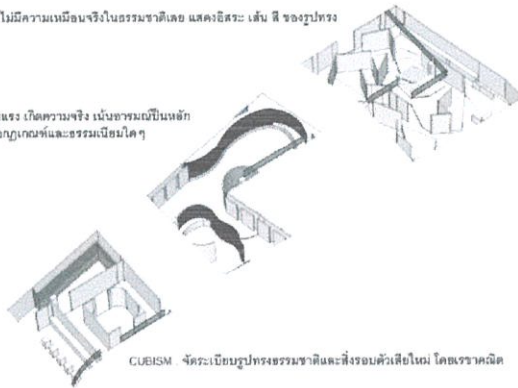 ไม่มีความเหมือนจริงในธรรมชาติเลย แสดงอิสระ เส้น สี ของรูปทรง
แรง เกิดความจริง เน้นอารมณ์เป็นหลัก
กฎเกณฑ์และธรรมเนียมใดๆ
CUBISM . จัดระเบียบรูปทรงธรรมชาติและสิ่งรอบตัวเสียใหม่ โดยเรขาคณิต